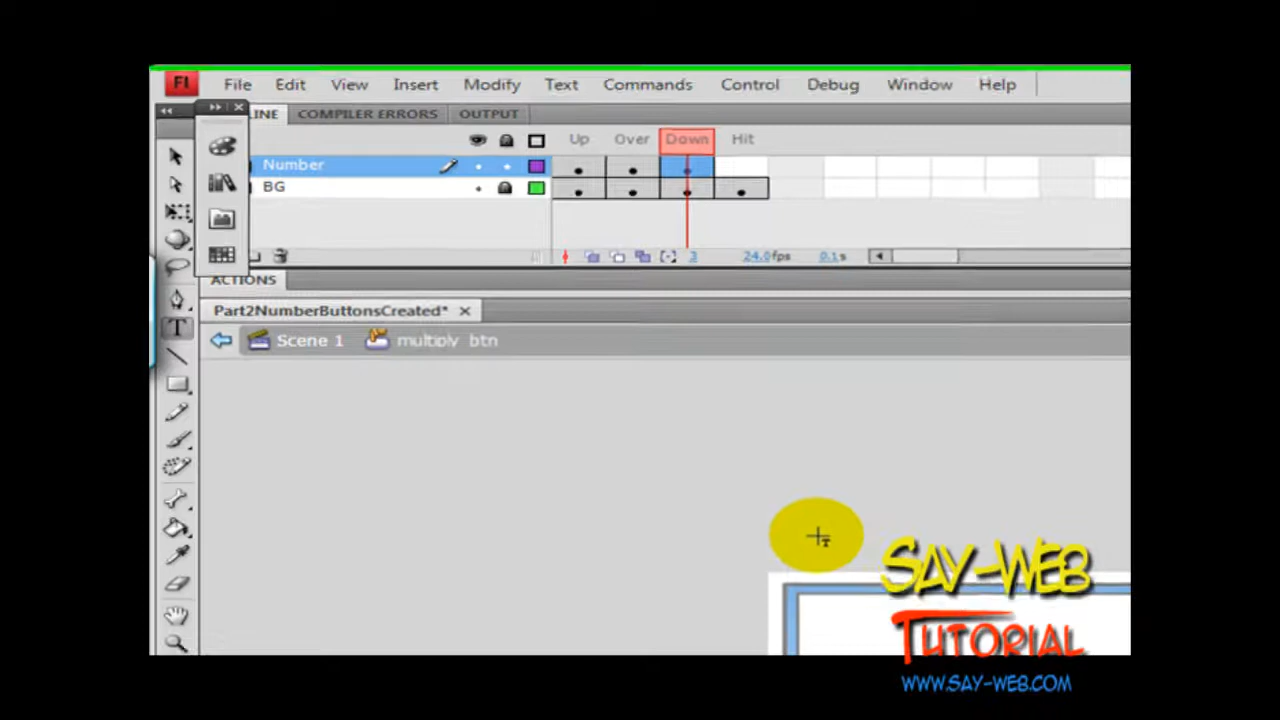 Fl File Edit View Insert Modify Text Commands Control Debug Window Help
LINE COMPILER ERRORS OUTPUT
Up Over Down Hit
Number
BG
3 24.0fps 0.1s
ACTIONS
Part2NumberButtonsCreated*
Scene 1 multiply btn
T
SAY-WEB
TUTORIAL
WWW.SAY-WEB.COM